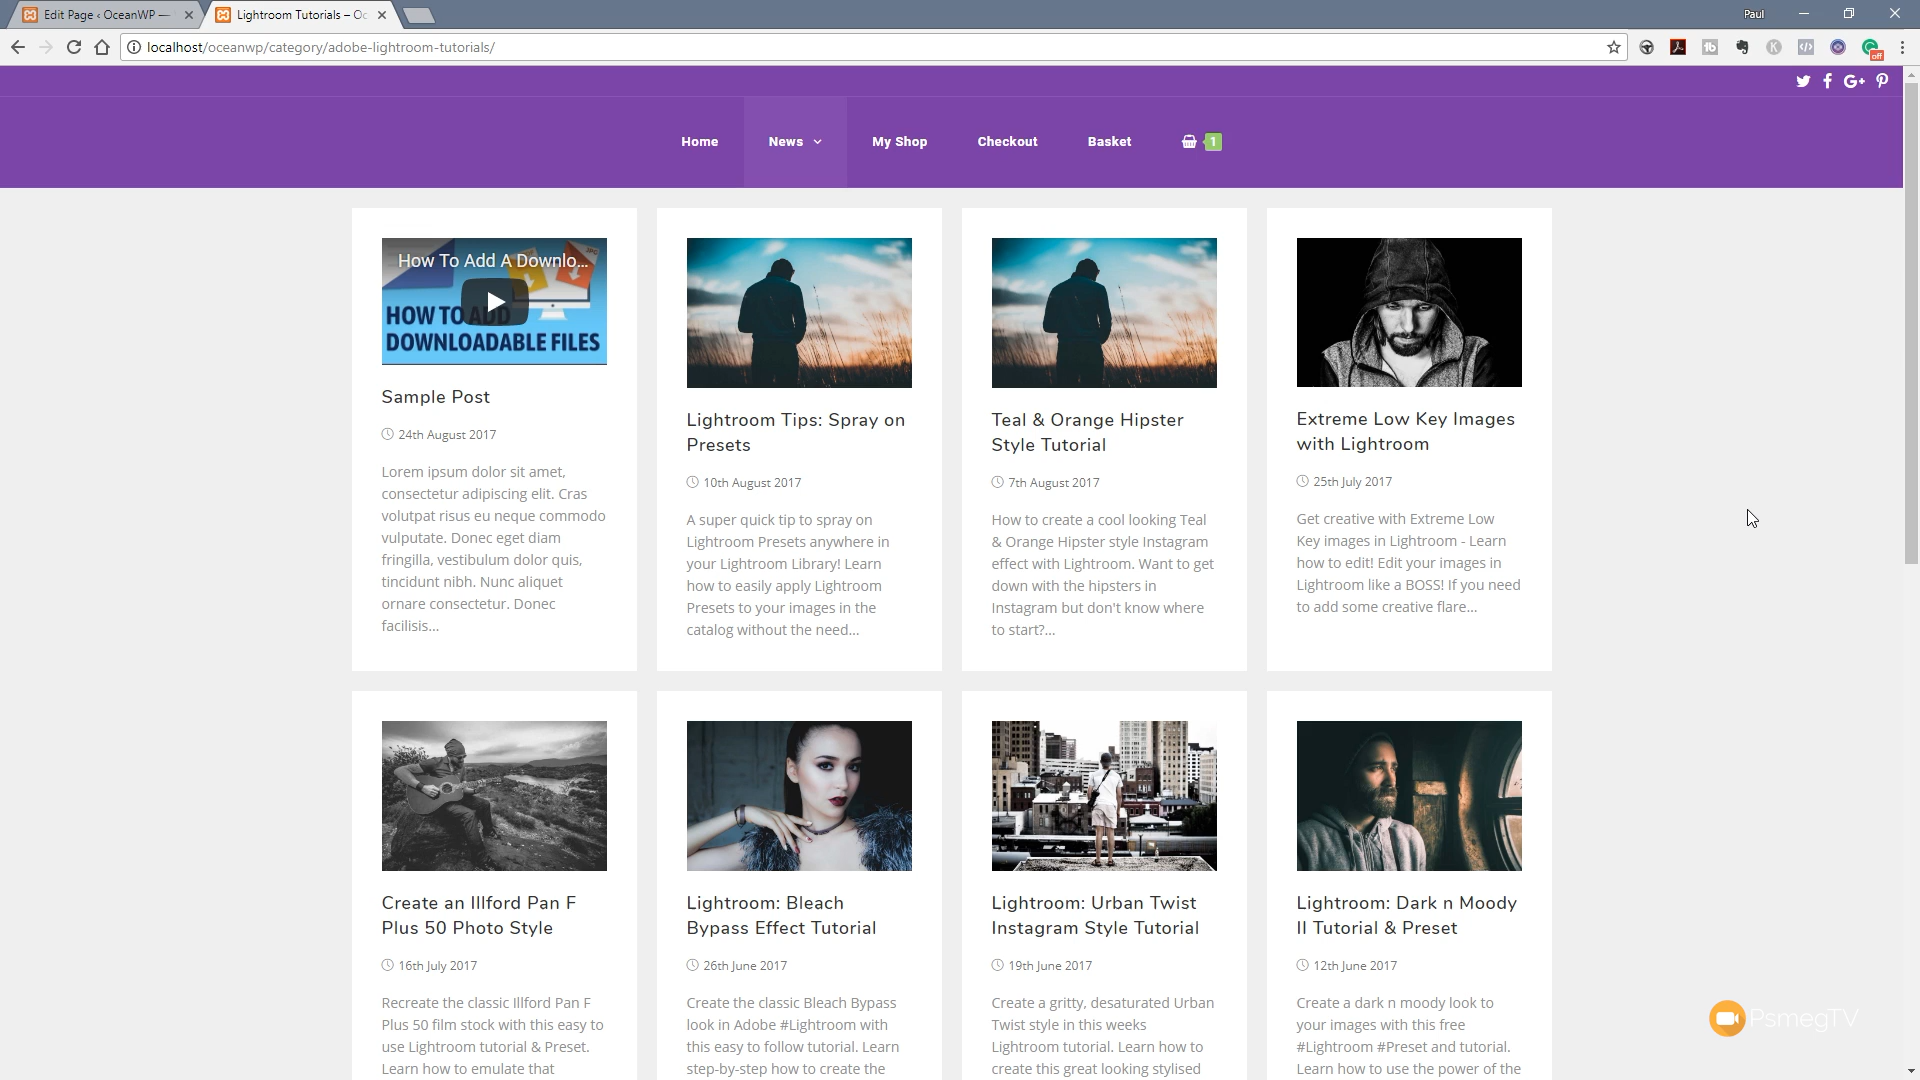 Edit Page ‹ OceanWP —
Lightroom Tutorials – Oc
Paul
localhost/oceanwp/category/adobe-lightroom-tutorials/
off
Home
News
My Shop
Checkout
Basket
1
How To Add A Downlo...
HOW TO ADD
DOWNLOADABLE FILES
Sample Post
24th August 2017
Lorem ipsum dolor sit amet,
consectetur adipiscing elit. Cras
volutpat risus eu neque commodo
vulputate. Donec eget diam
fringilla, vestibulum dolor quis,
tincidunt nibh. Nunc aliquet
ornare consectetur. Donec
facilisis...
Lightroom Tips: Spray on
Presets
10th August 2017
A super quick tip to spray on
Lightroom Presets anywhere in
your Lightroom Library! Learn
how to easily apply Lightroom
Presets to your images in the
catalog without the need...
Teal & Orange Hipster
Style Tutorial
7th August 2017
How to create a cool looking Teal
& Orange Hipster style Instagram
effect with Lightroom. Want to get
down with the hipsters in
Instagram but don't know where
to start?...
Extreme Low Key Images
with Lightroom
25th July 2017
Get creative with Extreme Low
Key images in Lightroom - Learn
how to edit! Edit your images in
Lightroom like a BOSS! If you need
to add some creative flare...
Create an Illford Pan F
Plus 50 Photo Style
16th July 2017
Recreate the classic Illford Pan F
Plus 50 film stock with this easy to
use Lightroom tutorial & Preset.
Learn how to emulate that
Lightroom: Bleach
Bypass Effect Tutorial
26th June 2017
Create the classic Bleach Bypass
look in Adobe #Lightroom with
this easy to follow tutorial. Learn
step-by-step how to create the
Lightroom: Urban Twist
Instagram Style Tutorial
19th June 2017
Create a gritty, desaturated Urban
Twist style in this weeks
Lightroom tutorial. Learn how to
create this great looking stylised
Lightroom: Dark n Moody
II Tutorial & Preset
12th June 2017
Create a dark n moody look to
your images with this free
#Lightroom #Preset and tutorial.
Learn how to use the power of the
PsmegTV